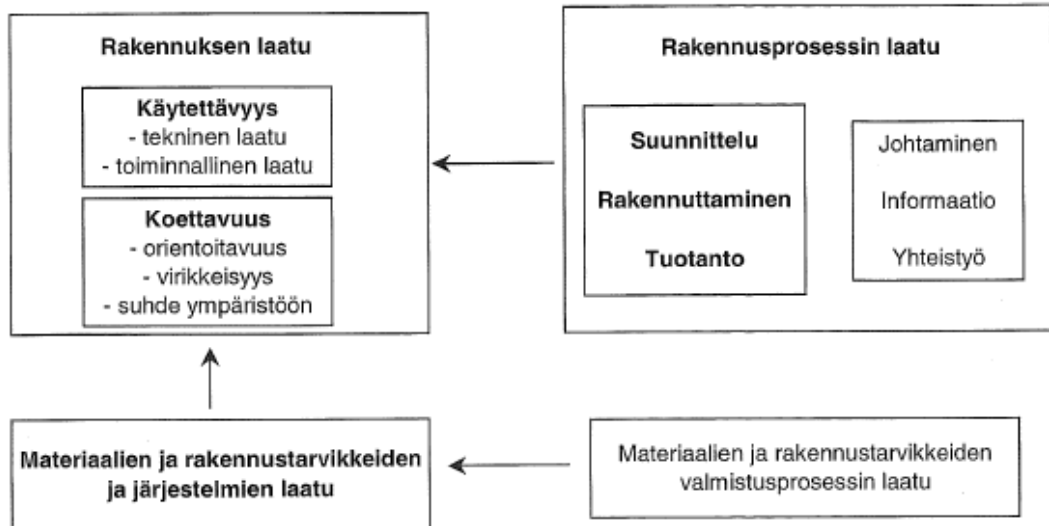 Rakennuksen laatu
Käytettävyys
- tekninen laatu
- toiminnallinen laatu
Koettavuus
- orientoitavuus
- virikkeisyys
- suhde ympäristöön
Rakennusprosessin laatu
Suunnittelu
Rakennuttaminen
Tuotanto
Johtaminen
Informaatio
Yhteistyö
Materiaalien ja rakennustarvikkeiden
ja järjestelmien laatu
Materiaalien ja rakennustarvikkeiden
valmistusprosessin laatu